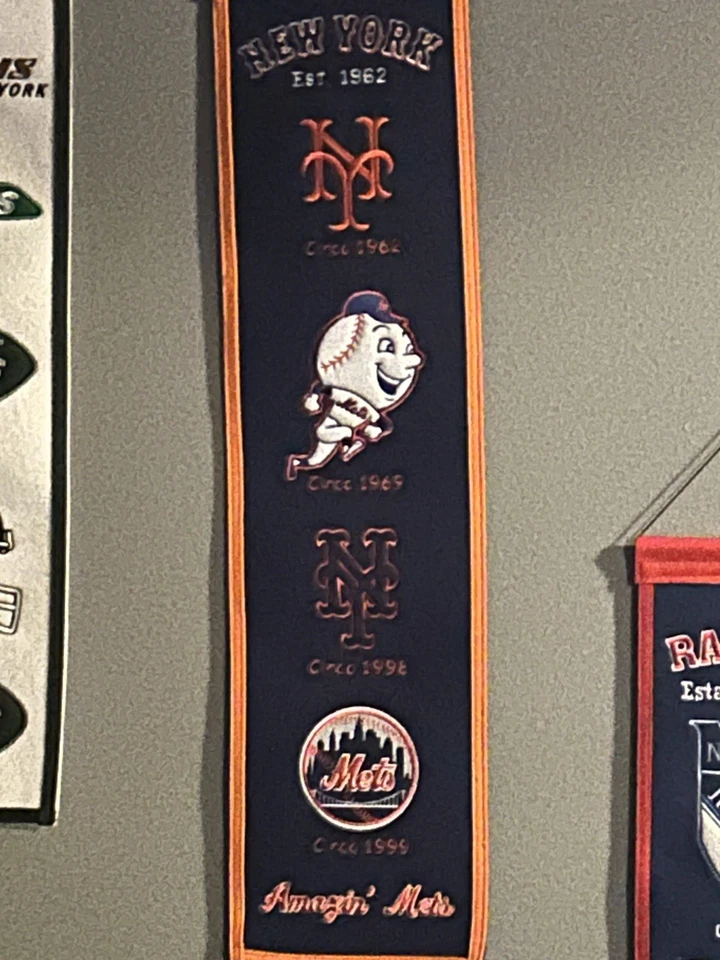 NEW YORK
Est 1962
NY
Circa 1962
Mets
Circa 1969
NY
Circa 1998
Mets
Circa 1999
Amazin' Mets
YORK
S
RA
Esta
N